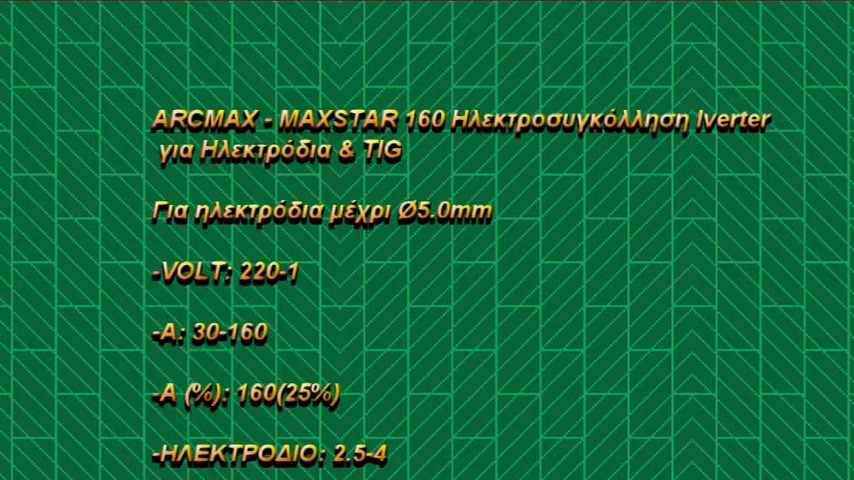 ARCMAX - MAXSTAR 160 Ηλεκτροσυγκόλληση Iverter
για Ηλεκτρόδια & TIG
Για ηλεκτρόδια μέχρι Ø5.0mm
-VOLT: 220-1
-A: 30-160
-A (%): 160(25%)
-ΗΛΕΚΤΡΟΔΙΟ: 2.5-4